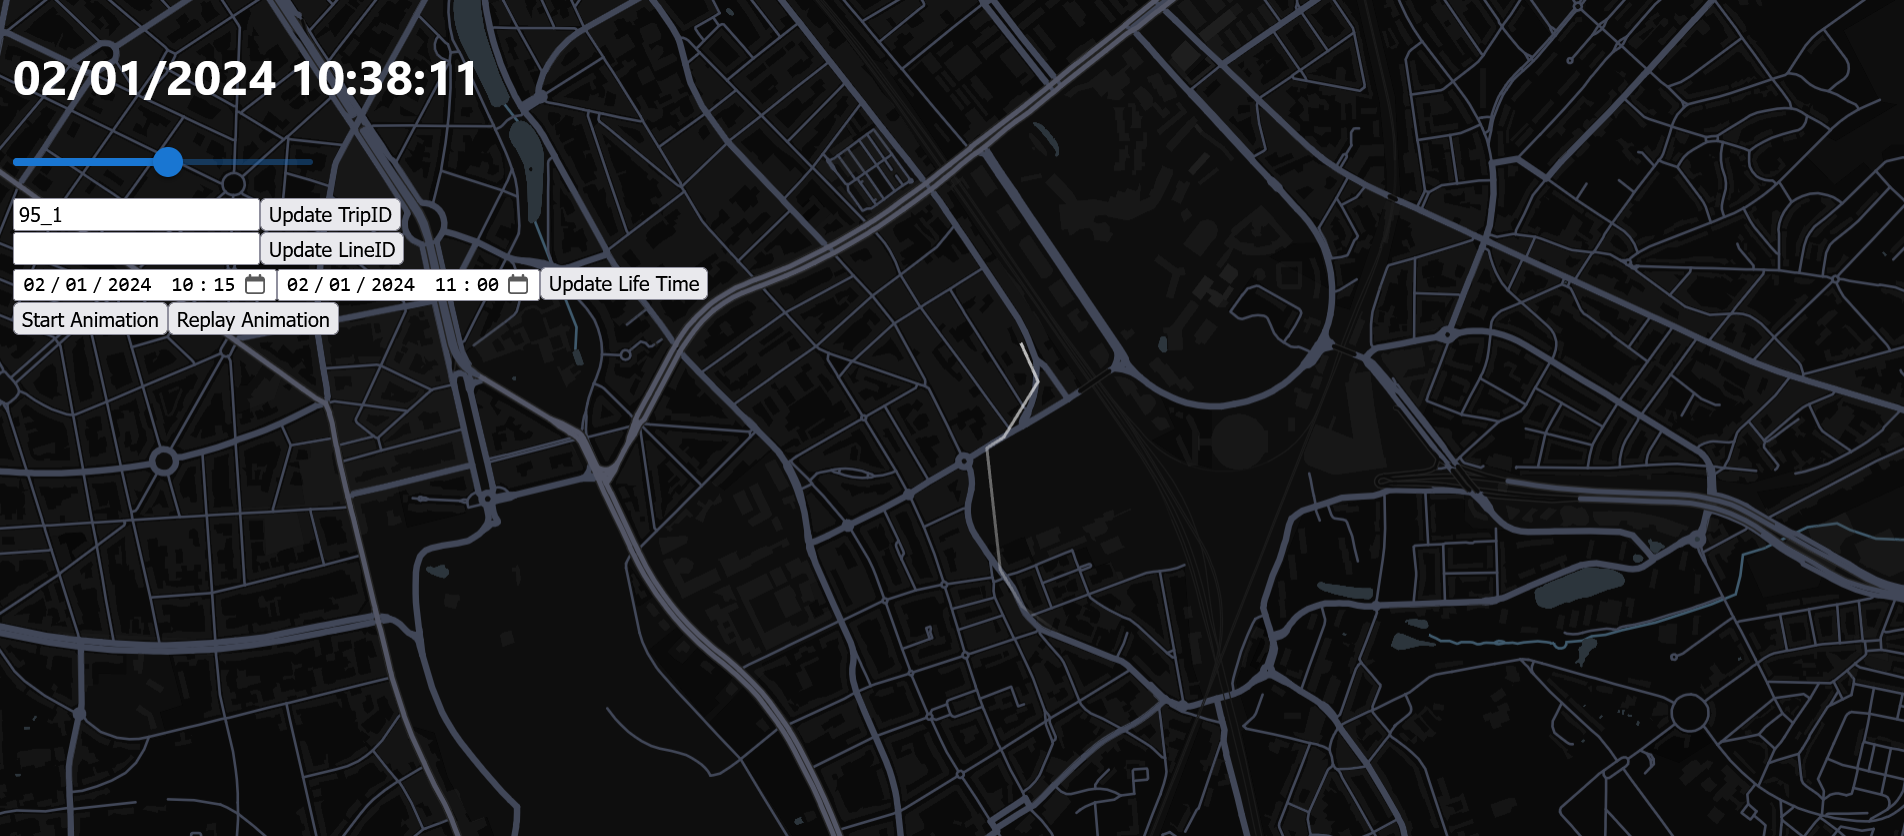 02/01/2024 10:38:11
95_1 Update TripID
Update LineID
02/01/2024 10:15 02/01/2024 11:00 Update Life Time
Start Animation Replay Animation